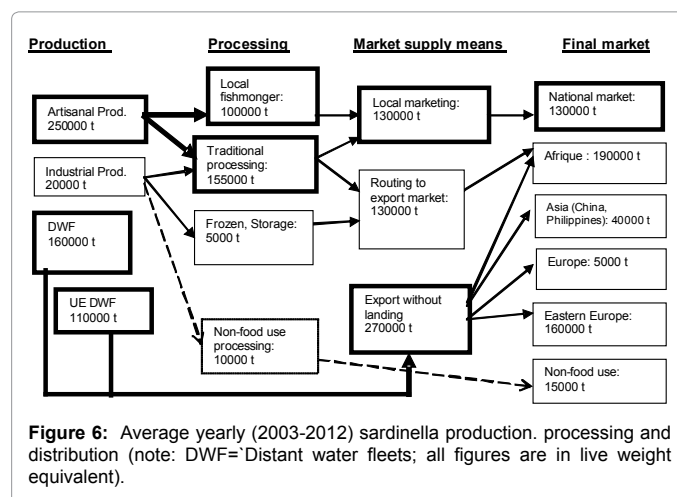 Production
Processing
Market supply means
Final market
Artisanal Prod.
250000 t
Industrial Prod.
20000 t
DWF
160000 t
UE DWF
110000 t
Local
fishmonger:
100000 t
Traditional
processing:
155000 t
Frozen, Storage:
5000 t
Non-food use
processing:
10000 t
Local marketing:
130000 t
Routing to
export market:
130000 t
Export without
landing
270000 t
National market:
130000 t
Afrique : 190000 t
Asia (China,
Philippines): 40000 t
Europe: 5000 t
Eastern Europe:
160000 t
Non-food use:
15000 t
Figure 6: Average yearly (2003-2012) sardinella production. processing and
distribution (note: DWF=`Distant water fleets; all figures are in live weight
equivalent).